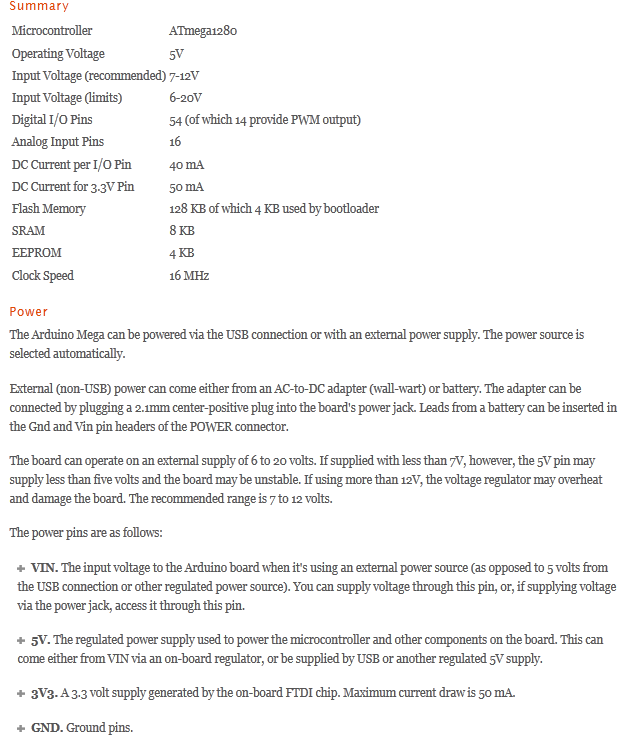 Summary
Microcontroller ATmega1280
Operating Voltage 5V
Input Voltage (recommended) 7-12V
Input Voltage (limits) 6-20V
Digital I/O Pins 54 (of which 14 provide PWM output)
Analog Input Pins 16
DC Current per I/O Pin 40 mA
DC Current for 3.3V Pin 50 mA
Flash Memory 128 KB of which 4 KB used by bootloader
SRAM 8 KB
EEPROM 4 KB
Clock Speed 16 MHz
Power
The Arduino Mega can be powered via the USB connection or with an external power supply. The power source is
selected automatically.
External (non-USB) power can come either from an AC-to-DC adapter (wall-wart) or battery. The adapter can be
connected by plugging a 2.1mm center-positive plug into the board's power jack. Leads from a battery can be inserted in
the Gnd and Vin pin headers of the POWER connector.
The board can operate on an external supply of 6 to 20 volts. If supplied with less than 7V, however, the 5V pin may
supply less than five volts and the board may be unstable. If using more than 12V, the voltage regulator may overheat
and damage the board. The recommended range is 7 to 12 volts.
The power pins are as follows:
+ VIN. The input voltage to the Arduino board when it's using an external power source (as opposed to 5 volts from
the USB connection or other regulated power source). You can supply voltage through this pin, or, if supplying voltage
via the power jack, access it through this pin.
+ 5V. The regulated power supply used to power the microcontroller and other components on the board. This can
come either from VIN via an on-board regulator, or be supplied by USB or another regulated 5V supply.
+ 3V3. A 3.3 volt supply generated by the on-board FTDI chip. Maximum current draw is 50 mA.
+ GND. Ground pins.